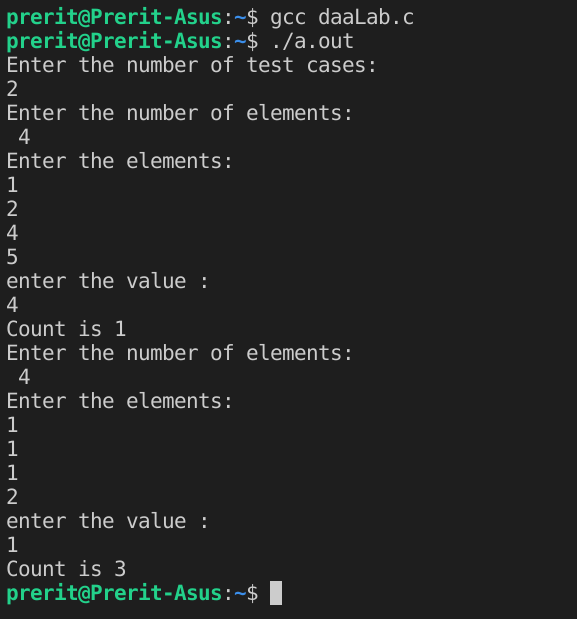 prerit@Prerit-Asus:~$ gcc daaLab.c
prerit@Prerit-Asus:~$ ./a.out
Enter the number of test cases:
2
Enter the number of elements:
 4
Enter the elements:
1
2
4
5
enter the value :
4
Count is 1
Enter the number of elements:
 4
Enter the elements:
1
1
1
2
enter the value :
1
Count is 3
prerit@Prerit-Asus:~$